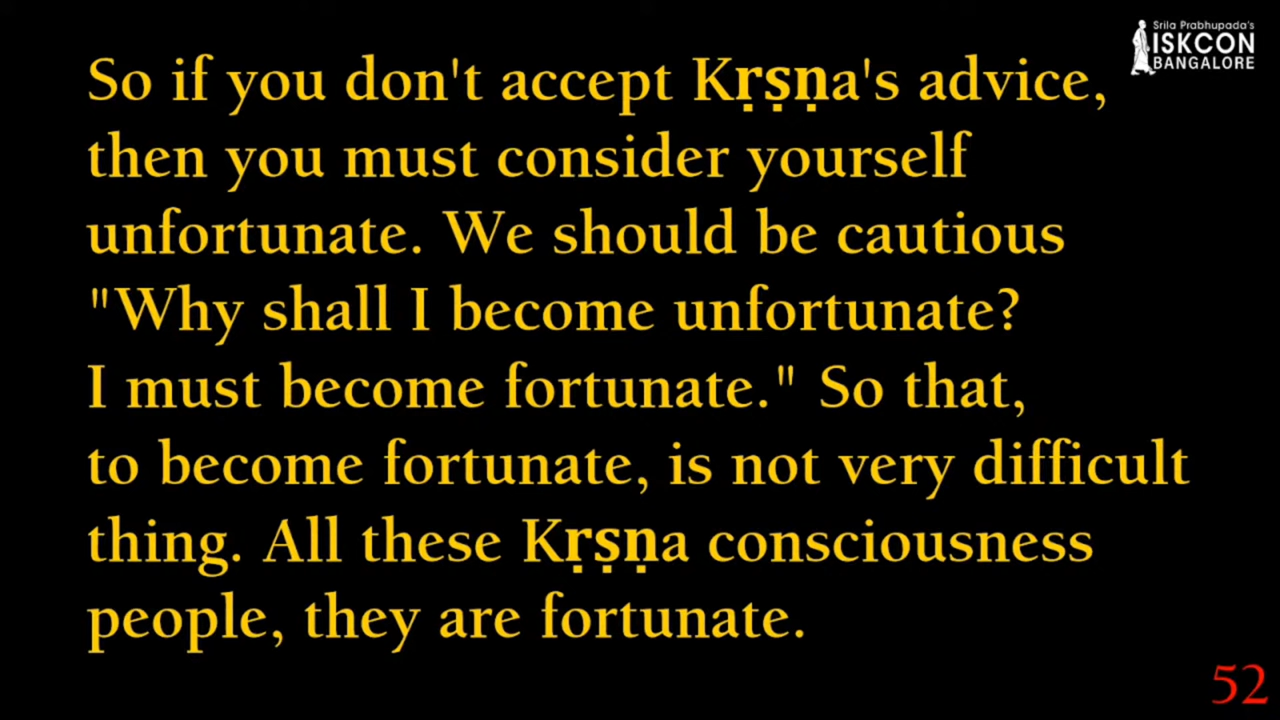 Srila Prabhupada's
ISKCON
BANGALORE
So if you don't accept Kṛṣṇa's advice,
then you must consider yourself
unfortunate. We should be cautious
"Why shall I become unfortunate?
I must become fortunate." So that,
to become fortunate, is not very difficult
thing. All these Kṛṣṇa consciousness
people, they are fortunate.
52